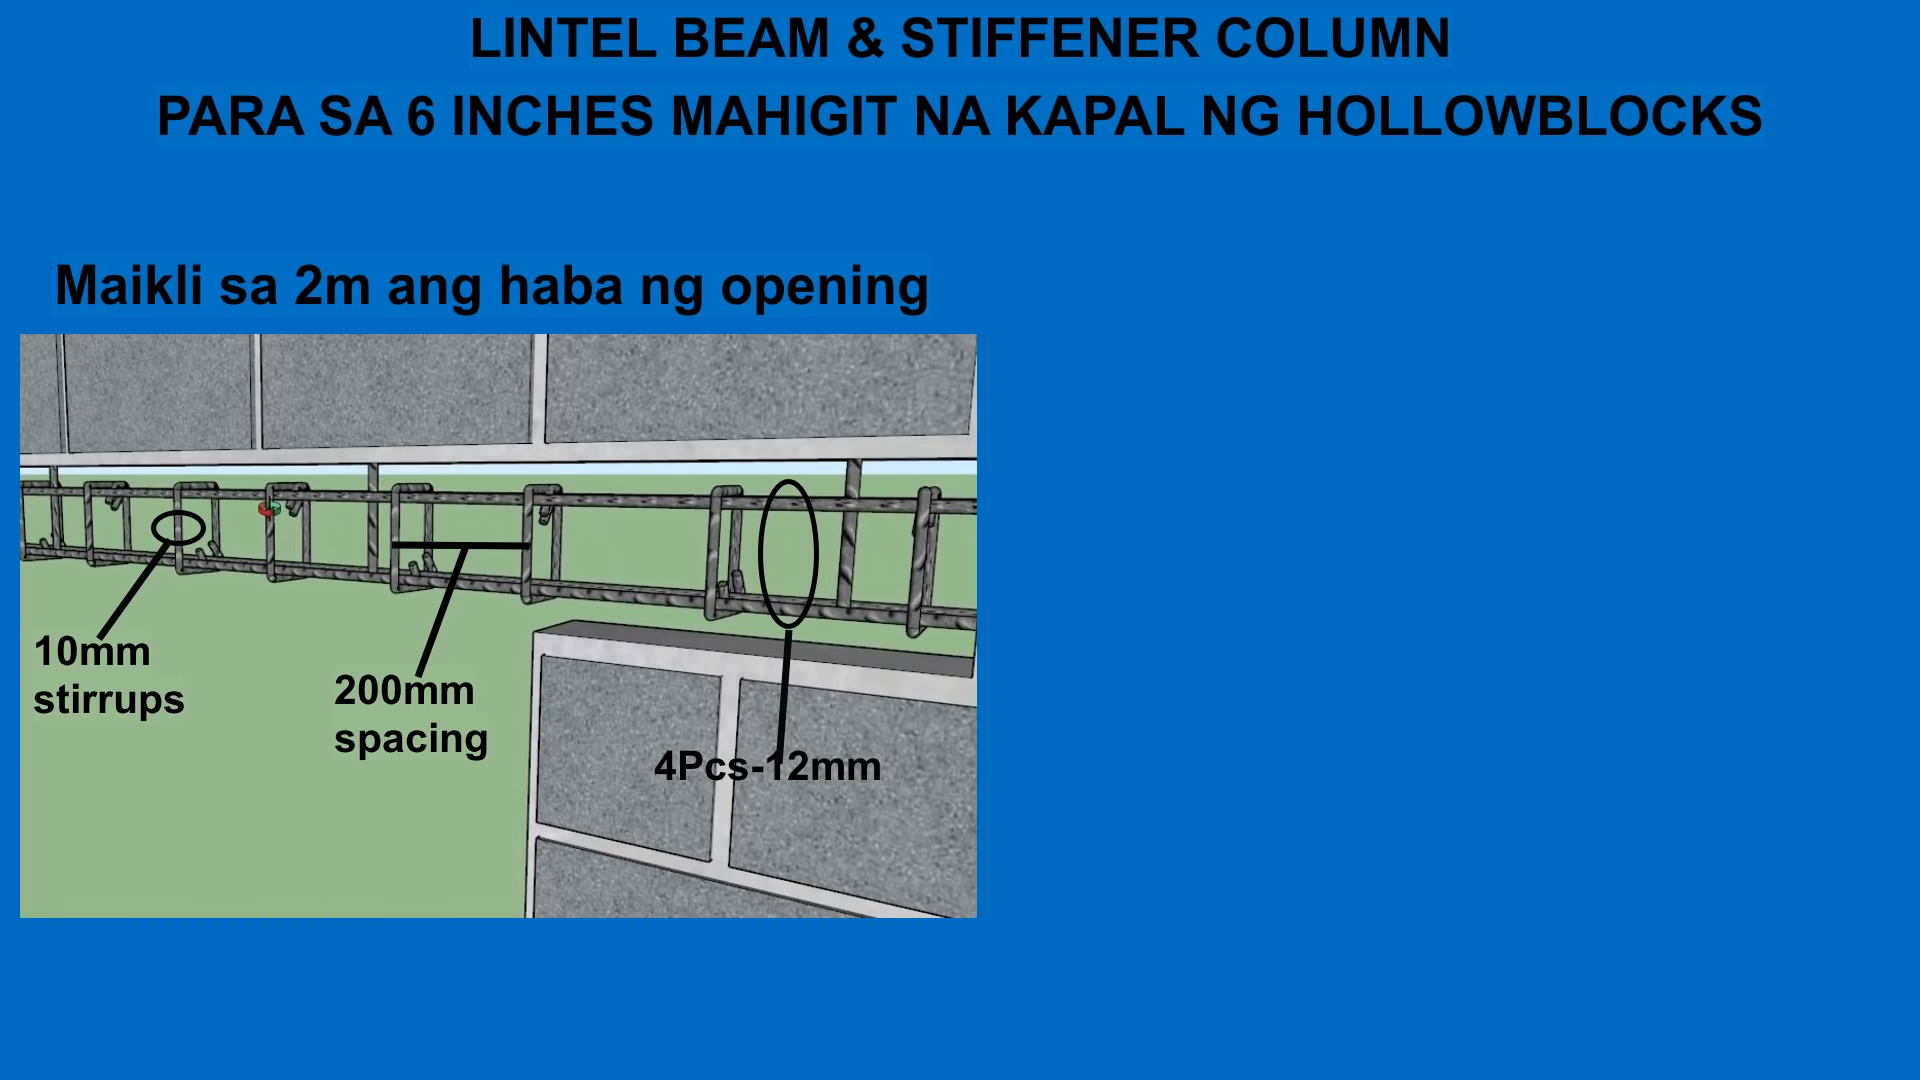 LINTEL BEAM & STIFFENER COLUMN
PARA SA 6 INCHES MAHIGIT NA KAPAL NG HOLLOWBLOCKS
Maikli sa 2m ang haba ng opening
10mm
stirrups
200mm
spacing
4Pcs-12mm